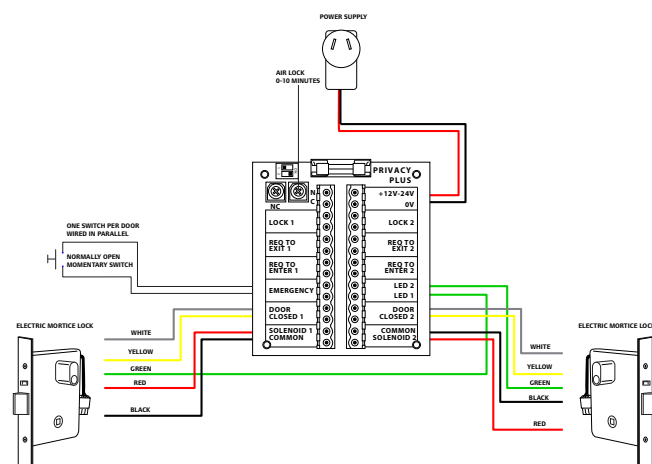 POWER SUPPLY
AIR LOCK
0-10 MINUTES
PRIVACY
PLUS
N
C
NC
+12V-24V
0V
LOCK 1
LOCK 2
REQ TO
EXIT 1
REQ TO
EXIT 2
REQ TO
ENTER 1
REQ TO
ENTER 2
EMERGENCY
LED 2
LED 1
DOOR
CLOSED 1
DOOR
CLOSED 2
SOLENOID 1
COMMON
COMMON
SOLENOID 2
ONE SWITCH PER DOOR
WIRED IN PARALLEL
NORMALLY OPEN
MOMENTARY SWITCH
ELECTRIC MORTICE LOCK
WHITE
YELLOW
GREEN
RED
BLACK
ELECTRIC MORTICE LOCK
WHITE
YELLOW
GREEN
BLACK
RED